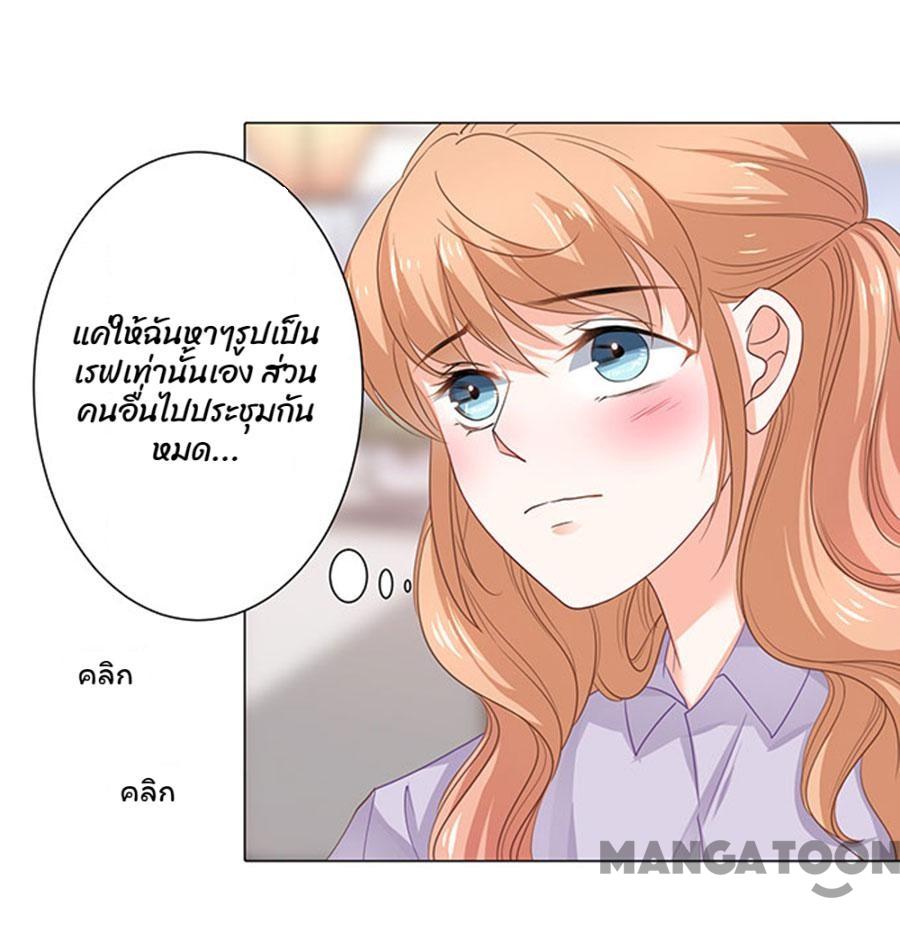 แค่ให้ฉันหาๆรูปเป็น
เรฟเท่านั้นเอง ส่วน
คนอื่นไปประชุมกัน
หมด...
คลิก
คลิก
MANGATOON